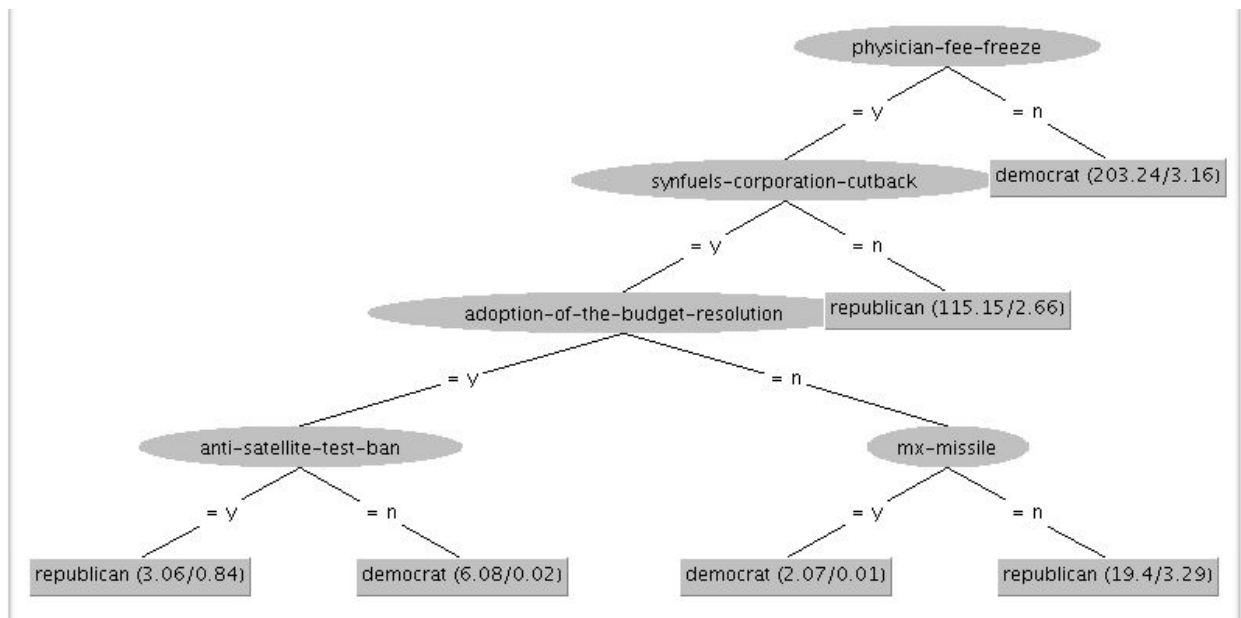 physician-fee-freeze
= y
= n
synfuels-corporation-cutback
democrat (203.24/3.16)
= y
= n
adoption-of-the-budget-resolution
republican (115.15/2.66)
= y
= n
anti-satellite-test-ban
mx-missile
= y
= n
= y
= n
republican (3.06/0.84)
democrat (6.08/0.02)
democrat (2.07/0.01)
republican (19.4/3.29)